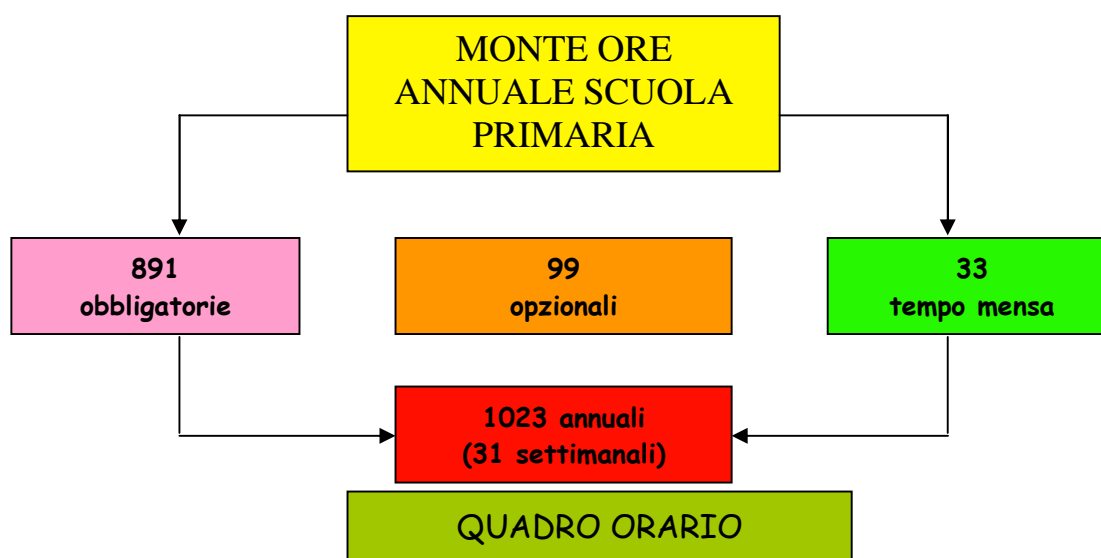 MONTE ORE
ANNUALE SCUOLA
PRIMARIA
891
obbligatorie
99
opzionali
33
tempo mensa
1023 annuali
(31 settimanali)
QUADRO ORARIO